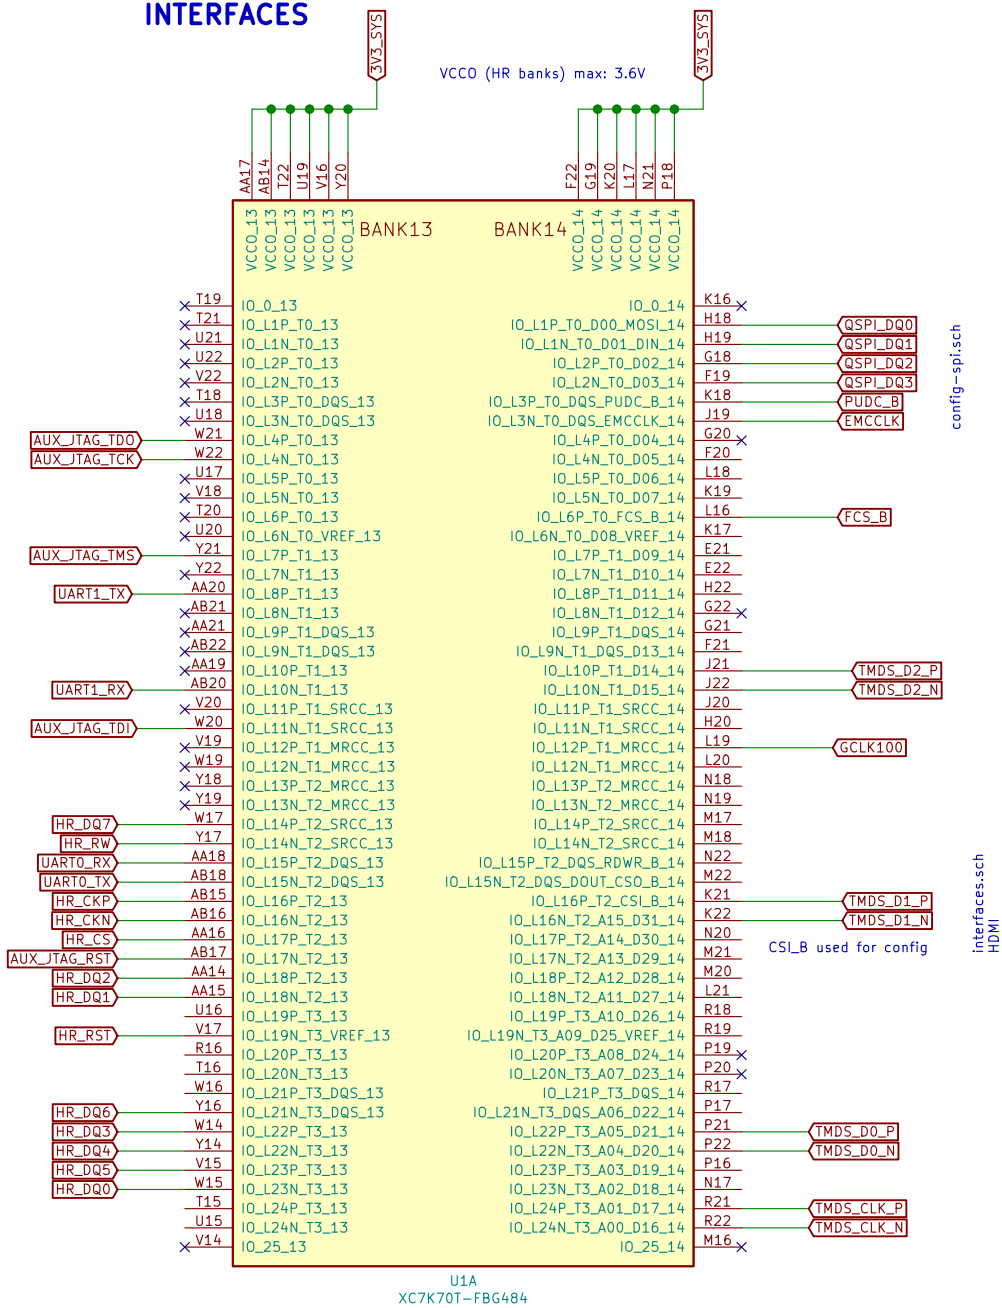 INTERFACES
3V3_SYS
3V3_SYS
VCCO (HR banks) max: 3.6V
AA17 AB14 T22 U19 V16 Y20 F22 G19 K20 L17 N21 P18
VCCO_13 VCCO_13 VCCO_13 VCCO_13 VCCO_13 VCCO_13 BANK13 BANK14 VCCO_14 VCCO_14 VCCO_14 VCCO_14 VCCO_14 VCCO_14
T19 IO_0_13 IO_0_14 K16
T21 IO_L1P_T0_13 IO_L1P_T0_D00_MOSI_14 H18 QSPI_DQ0
U21 IO_L1N_T0_13 IO_L1N_T0_D01_DIN_14 H19 QSPI_DQ1
U22 IO_L2P_T0_13 IO_L2P_T0_D02_14 G18 QSPI_DQ2
V22 IO_L2N_T0_13 IO_L2N_T0_D03_14 F19 QSPI_DQ3
T18 IO_L3P_T0_DQS_13 IO_L3P_T0_DQS_PUDC_B_14 K18 PUDC_B
U18 IO_L3N_T0_DQS_13 IO_L3N_T0_DQS_EMCCLK_14 J19 EMCCLK
config-spi.sch
AUX_JTAG_TDO W21 IO_L4P_T0_13 IO_L4P_T0_D04_14 G20
AUX_JTAG_TCK W22 IO_L4N_T0_13 IO_L4N_T0_D05_14 F20
U17 IO_L5P_T0_13 IO_L5P_T0_D06_14 L18
V18 IO_L5N_T0_13 IO_L5N_T0_D07_14 K19
T20 IO_L6P_T0_13 IO_L6P_T0_FCS_B_14 L16 FCS_B
U20 IO_L6N_T0_VREF_13 IO_L6N_T0_D08_VREF_14 K17
AUX_JTAG_TMS Y21 IO_L7P_T1_13 IO_L7P_T1_D09_14 E21
Y22 IO_L7N_T1_13 IO_L7N_T1_D10_14 E22
UART1_TX AA20 IO_L8P_T1_13 IO_L8P_T1_D11_14 H22
AB21 IO_L8N_T1_13 IO_L8N_T1_D12_14 G22
AA21 IO_L9P_T1_DQS_13 IO_L9P_T1_DQS_14 G21
AB22 IO_L9N_T1_DQS_13 IO_L9N_T1_DQS_D13_14 F21
AA19 IO_L10P_T1_13 IO_L10P_T1_D14_14 J21 TMDS_D2_P
UART1_RX AB20 IO_L10N_T1_13 IO_L10N_T1_D15_14 J22 TMDS_D2_N
V20 IO_L11P_T1_SRCC_13 IO_L11P_T1_SRCC_14 J20
AUX_JTAG_TDI W20 IO_L11N_T1_SRCC_13 IO_L11N_T1_SRCC_14 H20
V19 IO_L12P_T1_MRCC_13 IO_L12P_T1_MRCC_14 L19 GCLK100
W19 IO_L12N_T1_MRCC_13 IO_L12N_T1_MRCC_14 L20
Y18 IO_L13P_T2_MRCC_13 IO_L13P_T2_MRCC_14 N18
Y19 IO_L13N_T2_MRCC_13 IO_L13N_T2_MRCC_14 N19
HR_DQ7 W17 IO_L14P_T2_SRCC_13 IO_L14P_T2_SRCC_14 M17
HR_RW Y17 IO_L14N_T2_SRCC_13 IO_L14N_T2_SRCC_14 M18
UART0_RX AA18 IO_L15P_T2_DQS_13 IO_L15P_T2_DQS_RDWR_B_14 N22
UART0_TX AB18 IO_L15N_T2_DQS_13 IO_L15N_T2_DQS_DOUT_CSO_B_14 M22
HR_CKP AB15 IO_L16P_T2_13 IO_L16P_T2_CSI_B_14 K21 TMDS_D1_P
HR_CKN AB16 IO_L16N_T2_13 IO_L16N_T2_A15_D31_14 K22 TMDS_D1_N
interfaces.sch
HDMI
HR_CS AA16 IO_L17P_T2_13 IO_L17P_T2_A14_D30_14 N20
CSI_B used for config
AUX_JTAG_RST AB17 IO_L17N_T2_13 IO_L17N_T2_A13_D29_14 M21
HR_DQ2 AA14 IO_L18P_T2_13 IO_L18P_T2_A12_D28_14 M20
HR_DQ1 AA15 IO_L18N_T2_13 IO_L18N_T2_A11_D27_14 L21
U16 IO_L19P_T3_13 IO_L19P_T3_A10_D26_14 R18
HR_RST V17 IO_L19N_T3_VREF_13 IO_L19N_T3_A09_D25_VREF_14 R19
R16 IO_L20P_T3_13 IO_L20P_T3_A08_D24_14 P19
T16 IO_L20N_T3_13 IO_L20N_T3_A07_D23_14 P20
W16 IO_L21P_T3_DQS_13 IO_L21P_T3_DQS_14 R17
HR_DQ6 Y16 IO_L21N_T3_DQS_13 IO_L21N_T3_DQS_A06_D22_14 P17
HR_DQ3 W14 IO_L22P_T3_13 IO_L22P_T3_A05_D21_14 P21 TMDS_D0_P
HR_DQ4 Y14 IO_L22N_T3_13 IO_L22N_T3_A04_D20_14 P22 TMDS_D0_N
HR_DQ5 V15 IO_L23P_T3_13 IO_L23P_T3_A03_D19_14 P16
HR_DQ0 W15 IO_L23N_T3_13 IO_L23N_T3_A02_D18_14 N17
T15 IO_L24P_T3_13 IO_L24P_T3_A01_D17_14 R21 TMDS_CLK_P
U15 IO_L24N_T3_13 IO_L24N_T3_A00_D16_14 R22 TMDS_CLK_N
V14 IO_25_13 IO_25_14 M16
U1A
XC7K70T-FBG484